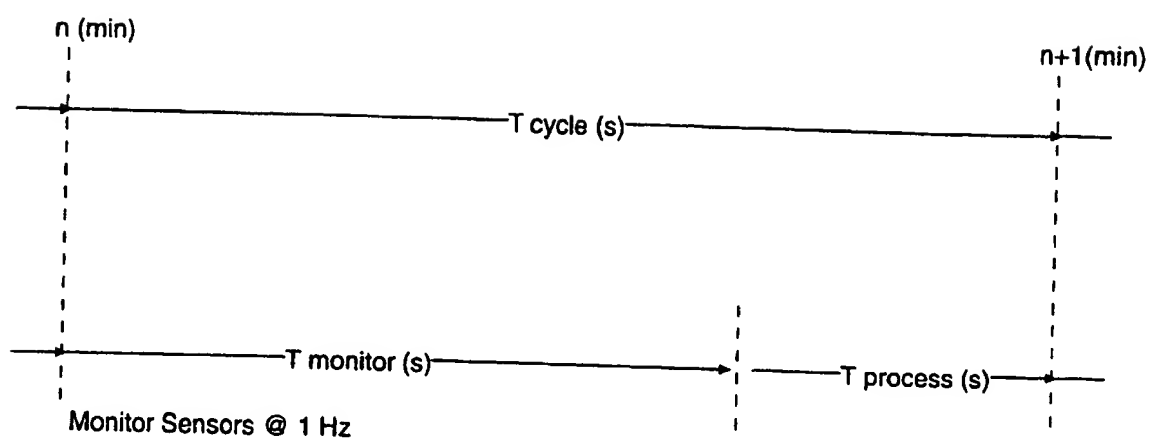 n (min)
n+1(min)
T cycle (s)
T monitor (s)
T process (s)
Monitor Sensors @ 1 Hz